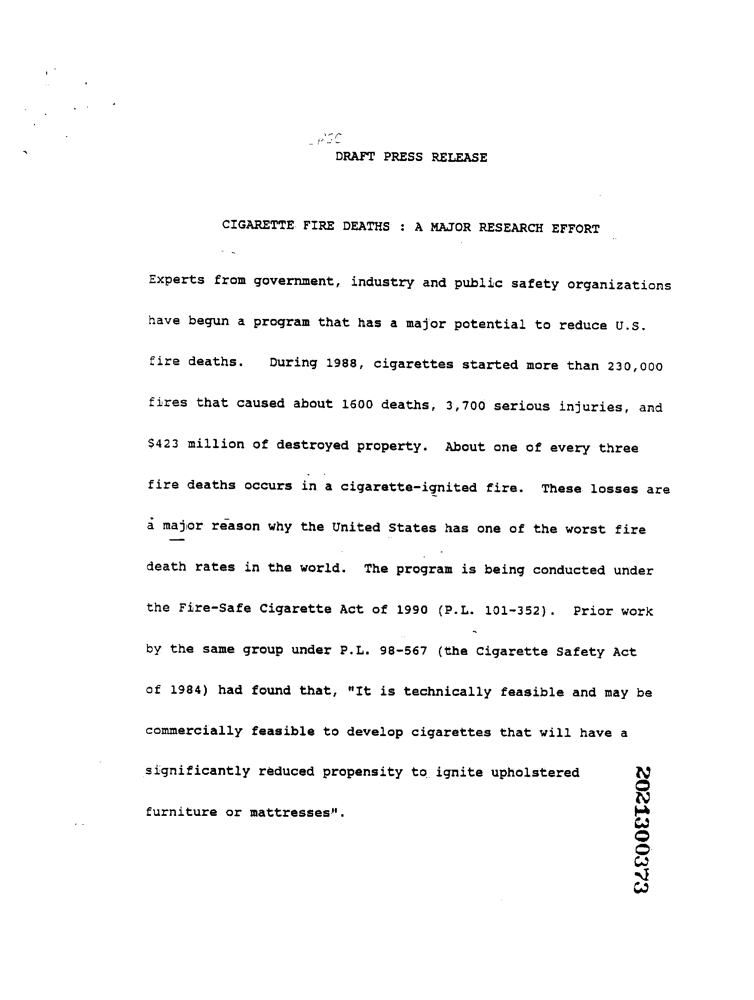 DRAFT PRESS RELEASE
CIGARETTE FIRE DEATHS : A MAJOR RESEARCH EFFORT
Experts from government, industry and public safety organizations
have begun a program that has a major potential to reduce U.S.
fire deaths. During 1988, cigarettes started more than 230,000
fires that caused about 1600 deaths, 3,700 serious injuries, and
$423 million of destroyed property. About one of every three
fire deaths occurs in a cigarette-ignited fire. These losses are
a major reason why the United States has one of the worst fire
death rates in the world. The program is being conducted under
the Fire-Safe Cigarette Act of 1990 (P.L. 101-352). Prior work
by the same group under P.L. 98-567 (the Cigarette Safety Act
of 1984) had found that, "It is technically feasible and may be
commercially feasible to develop cigarettes that will have a
significantly reduced propensity to ignite upholstered
furniture or mattresses".
2021300373